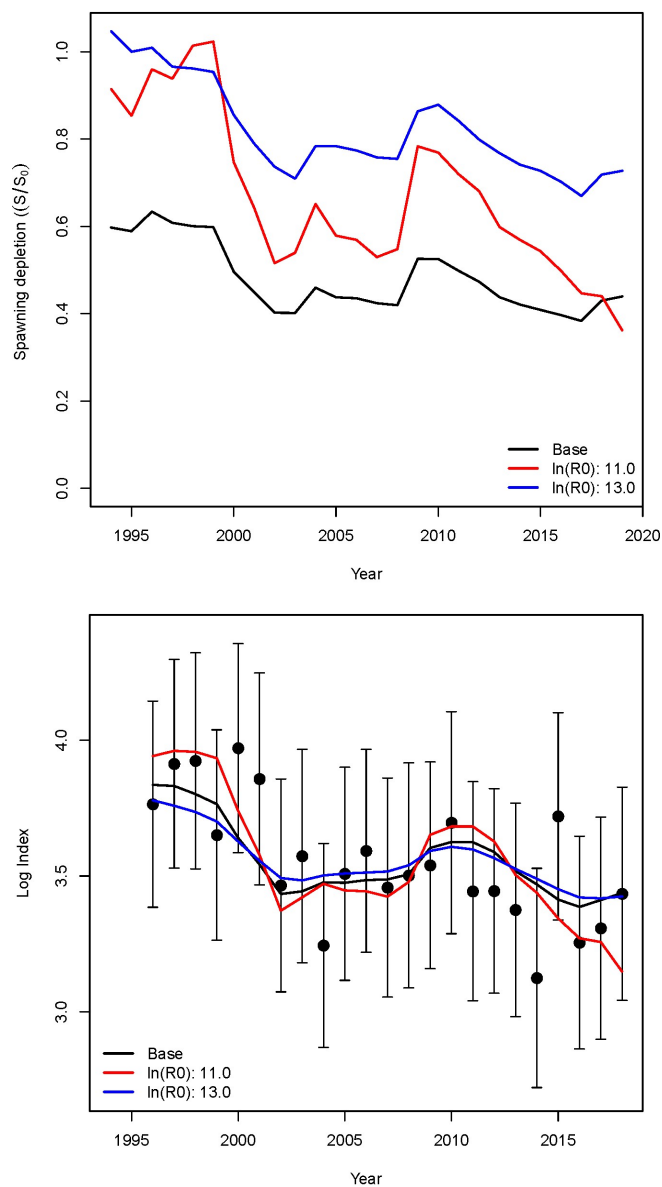 Spawning depletion ((S/S₀)
1.0
0.8
0.6
0.4
0.2
0.0
Base
ln(R0): 11.0
ln(R0): 13.0
1995 2000 2005 2010 2015 2020
Year
Log Index
4.0
3.5
3.0
Base
ln(R0): 11.0
ln(R0): 13.0
1995 2000 2005 2010 2015
Year